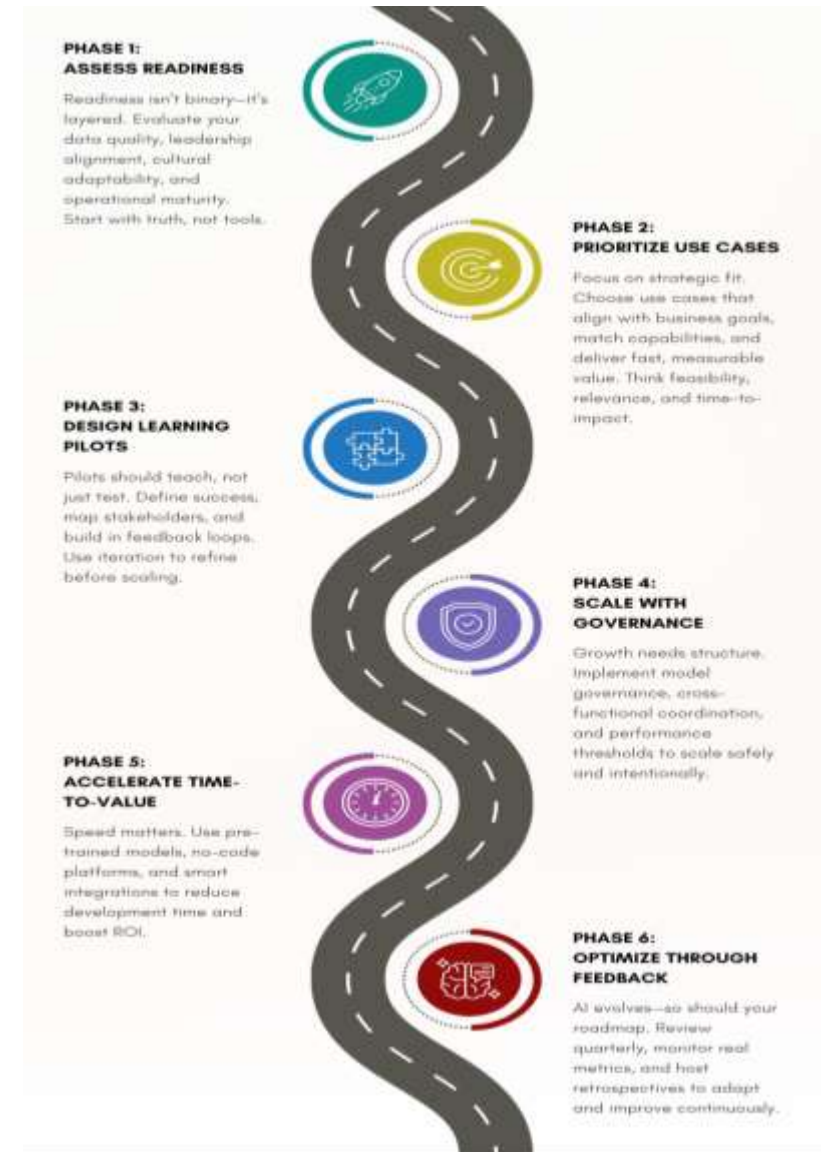 PHASE 1:
ASSESS READINESS
Readiness isn't binary—it's
layered. Evaluate your
data quality, leadership
alignment, cultural
adaptability, and
operational maturity.
Start with truth, not tools.
PHASE 2:
PRIORITIZE USE CASES
Focus on strategic fit.
Choose use cases that
align with business goals,
match capabilities, and
deliver fast, measurable
value. Think feasibility,
relevance, and time-to-
impact.
PHASE 3:
DESIGN LEARNING
PILOTS
Pilots should teach, not
just test. Define success,
map stakeholders, and
build in feedback loops.
Use iteration to refine
before scaling.
PHASE 4:
SCALE WITH
GOVERNANCE
Growth needs structure.
Implement model
governance, cross-
functional coordination,
and performance
thresholds to scale safely
and intentionally.
PHASE 5:
ACCELERATE TIME-
TO-VALUE
Speed matters. Use pre-
trained models, no-code
platforms, and smart
integrations to reduce
development time and
boost ROI.
PHASE 6:
OPTIMIZE THROUGH
FEEDBACK
AI evolves—so should your
roadmap. Review
quarterly, monitor real
metrics, and host
retrospectives to adapt
and improve continuously.